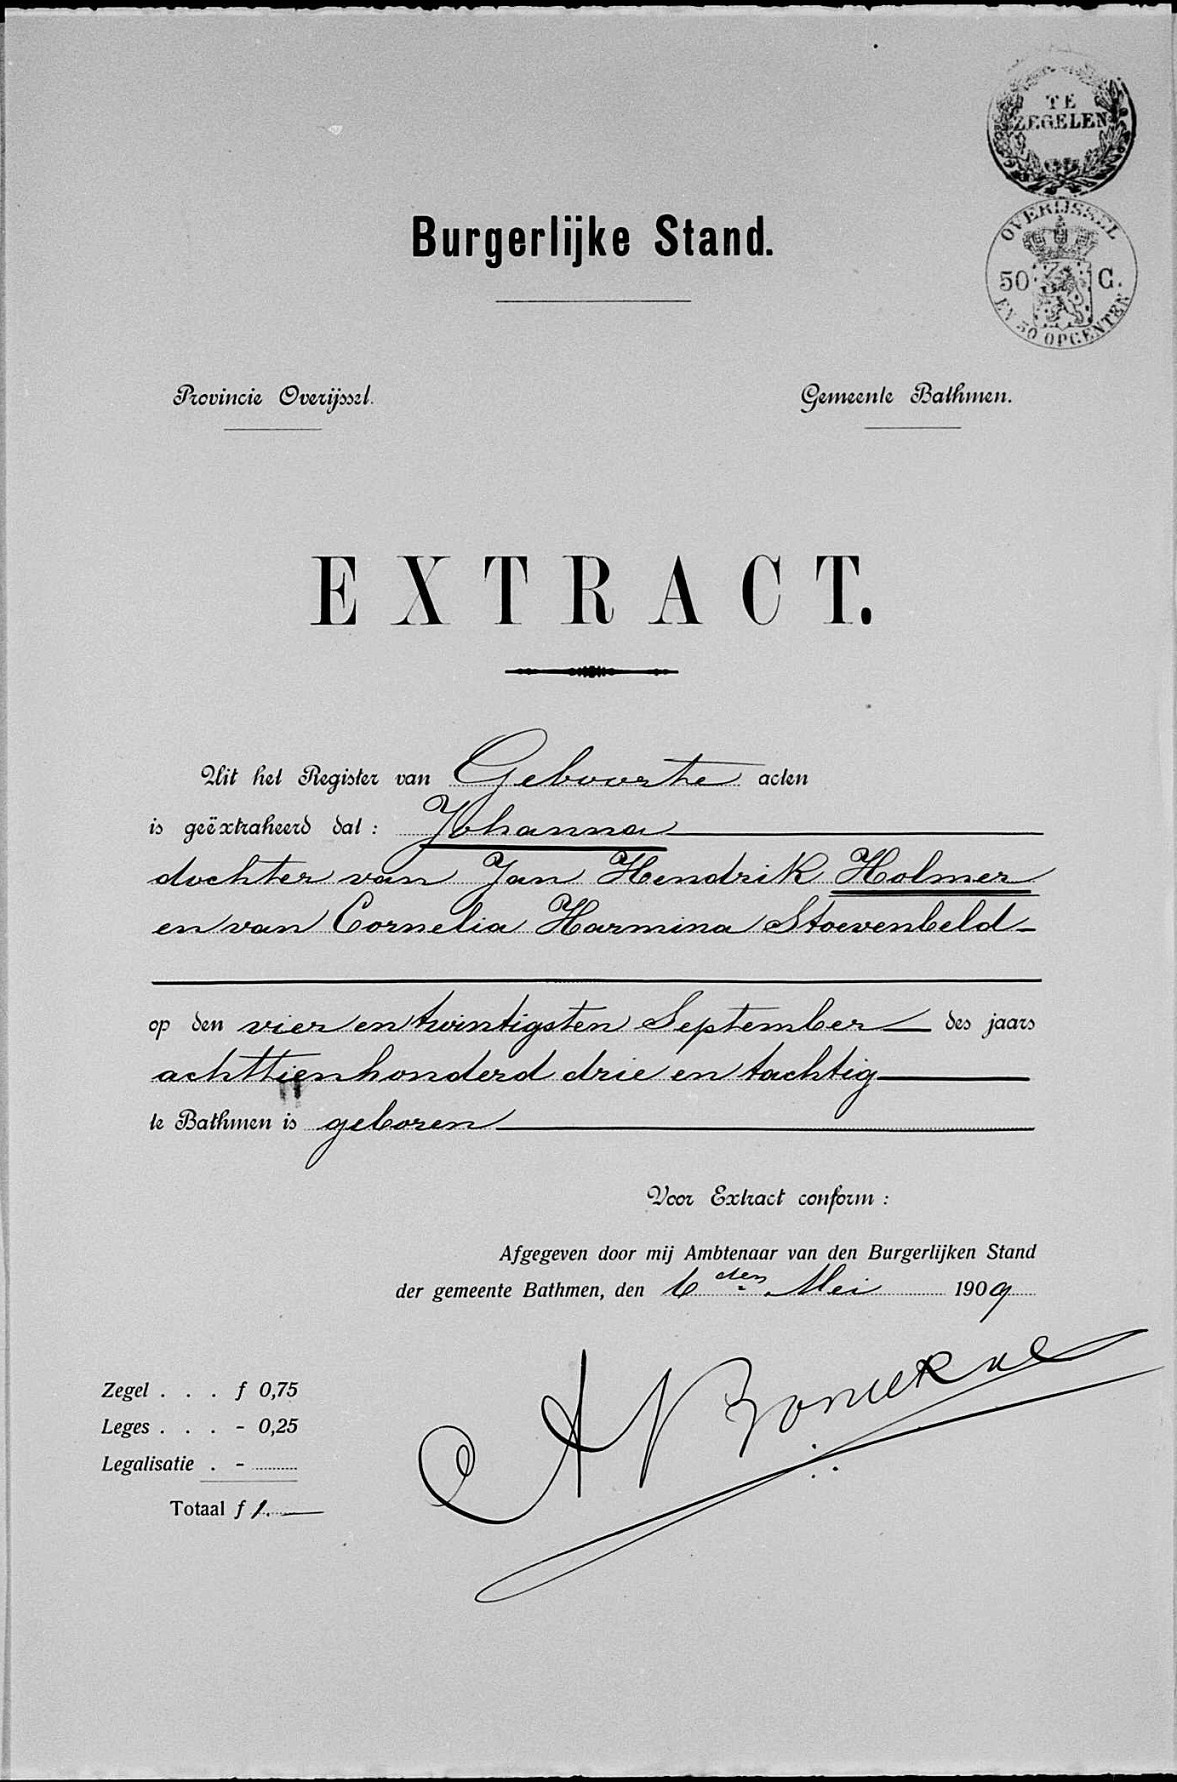 TE
ZEGELEN
OVERIJSSEL
50 C.
EN 50 OPCENTEN
Burgerlijke Stand.
Provincie Overijssel.
Gemeente Bathmen.
EXTRACT.
Uit het Register van Geboorte acten
is geëxtraheerd dat: Johanna
dochter van Jan Hendrik Holmer
en van Cornelia Harmina Stoevenbeld
op den vier en twintigsten September des jaars
achttienhonderd drie en tachtig
te Bathmen is geboren
Voor Extract conform:
Afgegeven door mij Ambtenaar van den Burgerlijken Stand
der gemeente Bathmen, den 6den Mei 1909
Zegel . . . f 0,75
Leges . . . - 0,25
Legalisatie . -
Totaal f 1.